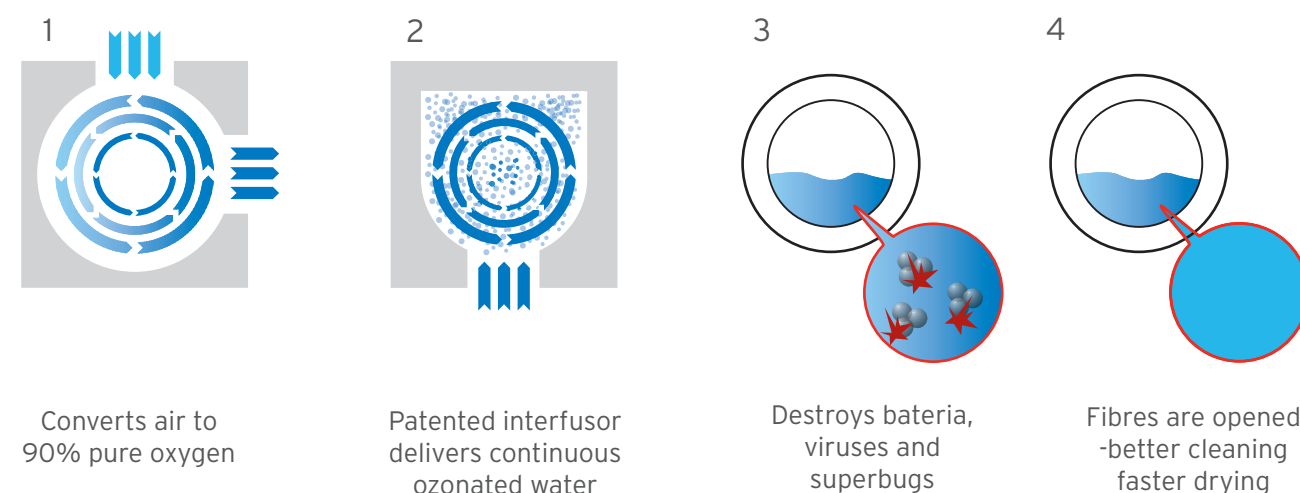 1
Converts air to
90% pure oxygen
2
Patented interfusor
delivers continuous
ozonated water
3
Destroys bateria,
viruses and
superbugs
4
Fibres are opened
-better cleaning
faster drying